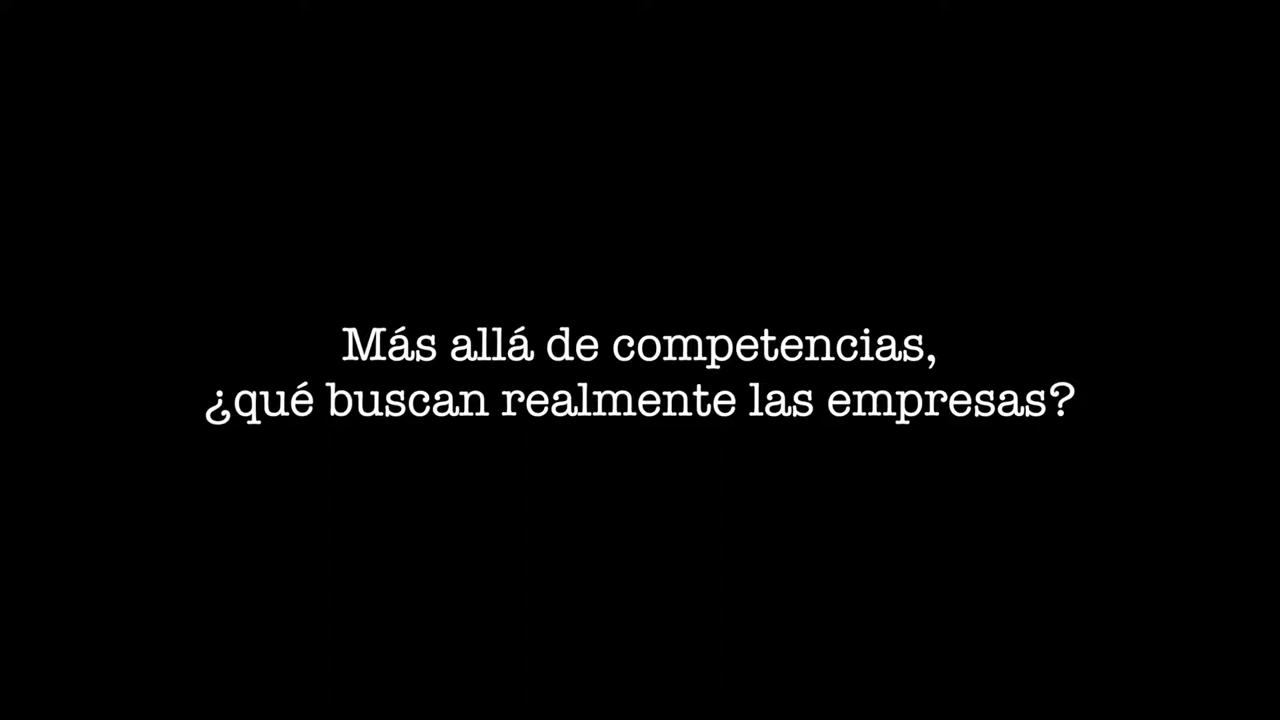 Más allá de competencias,
¿qué buscan realmente las empresas?